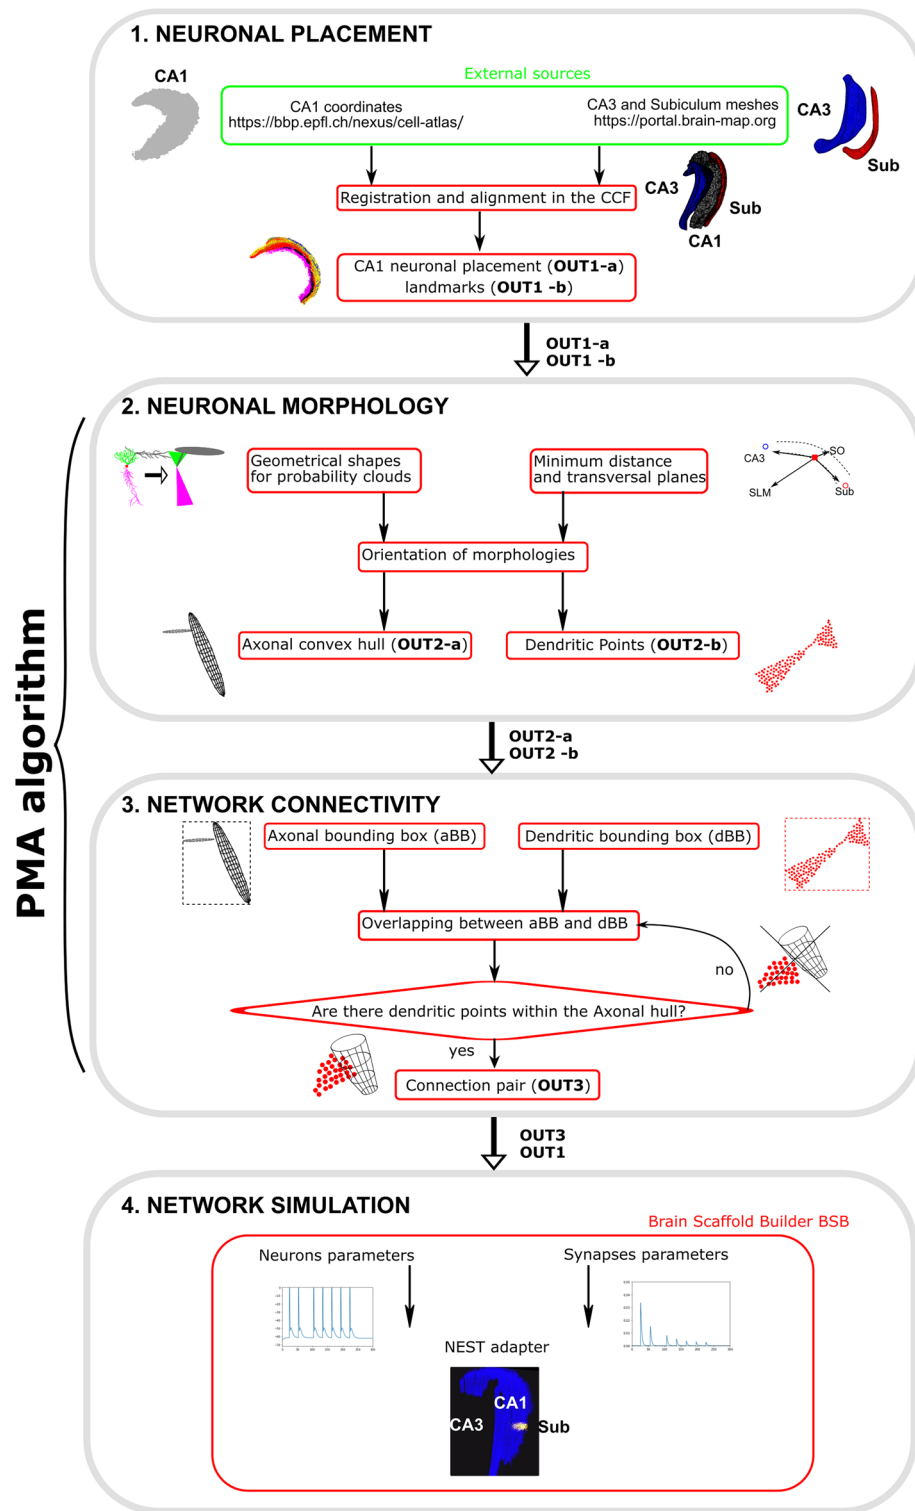 1. NEURONAL PLACEMENT
CA1
External sources
CA1 coordinates
https://bbp.epfl.ch/nexus/cell-atlas/
CA3 and Subiculum meshes
https://portal.brain-map.org
CA3
Sub
Registration and alignment in the CCF
CA3
Sub
CA1
CA1 neuronal placement (OUT1-a)
landmarks (OUT1 -b)
OUT1-a
OUT1 -b
PMA algorithm
2. NEURONAL MORPHOLOGY
Geometrical shapes
for probability clouds
Minimum distance
and transversal planes
SO
CA3
SLM
Sub
Orientation of morphologies
Axonal convex hull (OUT2-a)
Dendritic Points (OUT2-b)
OUT2-a
OUT2 -b
3. NETWORK CONNECTIVITY
Axonal bounding box (aBB)
Dendritic bounding box (dBB)
Overlapping between aBB and dBB
no
Are there dendritic points within the Axonal hull?
yes
Connection pair (OUT3)
OUT3
OUT1
4. NETWORK SIMULATION
Brain Scaffold Builder BSB
Neurons parameters
Synapses parameters
NEST adapter
CA1
CA3
Sub